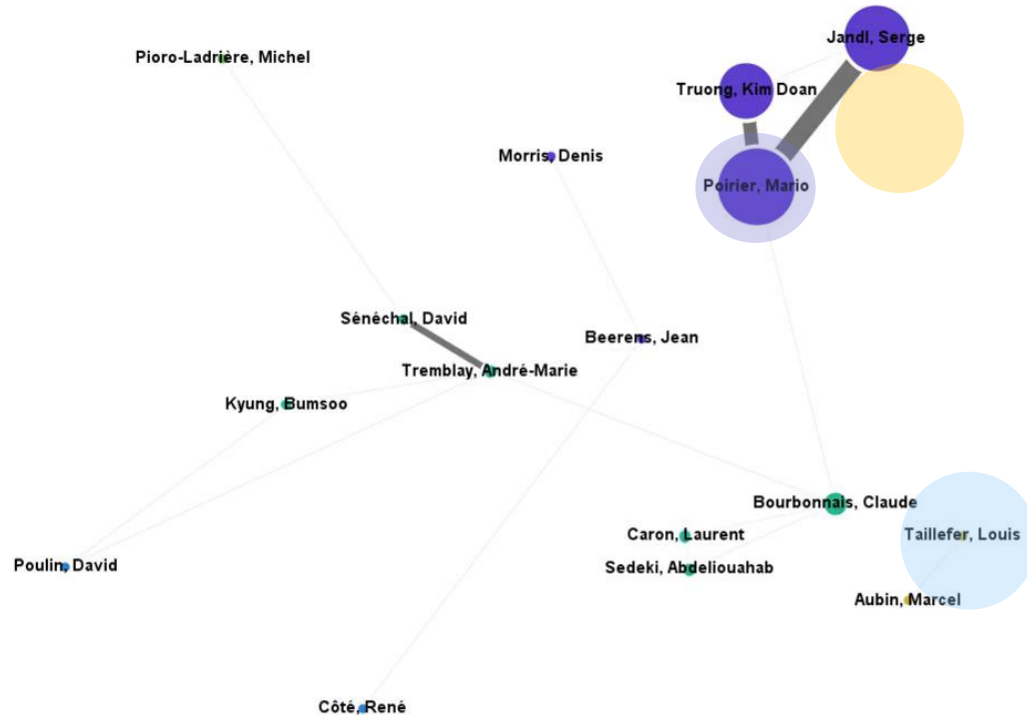 Jandl, Serge
Pioro-Ladrière, Michel
Truong, Kim Doan
Morris, Denis
Poirier, Mario
Sénéchal, David
Beerens, Jean
Tremblay, André-Marie
Kyung, Bumsoo
Bourbonnais, Claude
Caron, Laurent
Taillefer, Louis
Poulin, David
Sedeki, Abdeliouahab
Aubin, Marcel
Côté, René